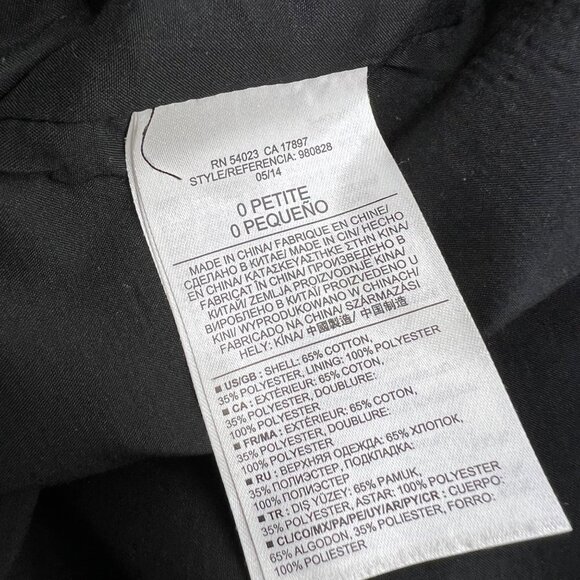 RN 54023 CA 17897
STYLE/REFERENCIA: 980828
05/14
0 PETITE
0 PEQUEÑO
MADE IN CHINA/ FABRIQUE EN CHINE/
СДЕЛАНО В КИТАЕ/ MADE IN CIN/ HECHO
EN CHINA/ ΚΑΤΑΣΚΕΥΑΣΤΗΚΕ ΣΤΗΝ ΚΙΝΑ/
FABRICAT ÎN CHINA/ ПРОИЗВЕДЕНО В
КИТАЙ/ ZEMLJA PROIZVODNJE KINA/
ВИРОБЛЕНО В КИТАЇ/ PROIZVEDENO U
KINI/ WYPRODUKOWANO W CHINACH/
FABRICADO NA CHINA/ SZÁRMAZÁSI
HELY: KÍNA/ 中國製造/ 中国制造
■ US/GB : SHELL: 65% COTTON,
35% POLYESTER, LINING: 100% POLYESTER
■ CA : EXTÉRIEUR: 65% COTON,
35% POLYESTER, DOUBLURE:
100% POLYESTER
■ FR/MA : EXTÉRIEUR: 65% COTON,
35% POLYESTER, DOUBLURE:
100% POLYESTER
■ RU : ВЕРХНЯЯ ОДЕЖДА: 65% ХЛОПОК,
35% ПОЛИЭСТЕР, ПОДКЛАДКА:
100% ПОЛИЭСТЕР
■ TR : DIŞ YÜZEY: 65% PAMUK,
35% POLYESTER, ASTAR: 100% POLYESTER
■ CL/CO/MX/PA/PE/UY/AR/PY/CR : CUERPO:
65% ALGODON, 35% POLIESTER, FORRO:
100% POLIESTER